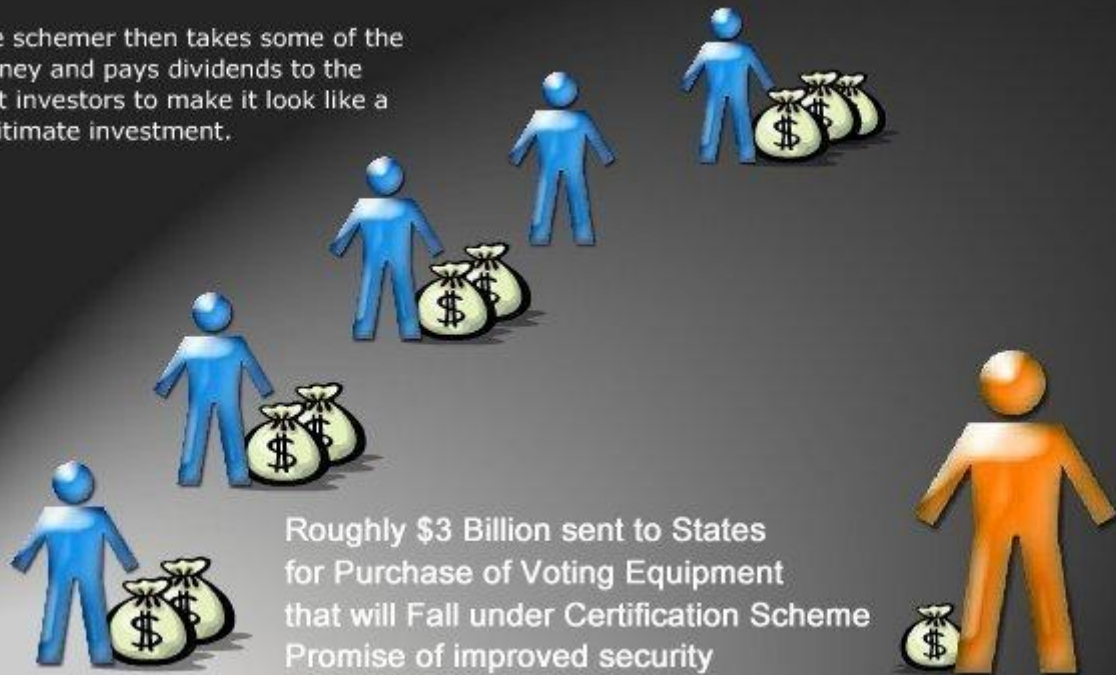 e schemer then takes some of the
ney and pays dividends to the
t investors to make it look like a
itimate investment.
$
$
$
$
$
$
$
$
$
$
Roughly $3 Billion sent to States
for Purchase of Voting Equipment
that will Fall under Certification Scheme
Promise of improved security